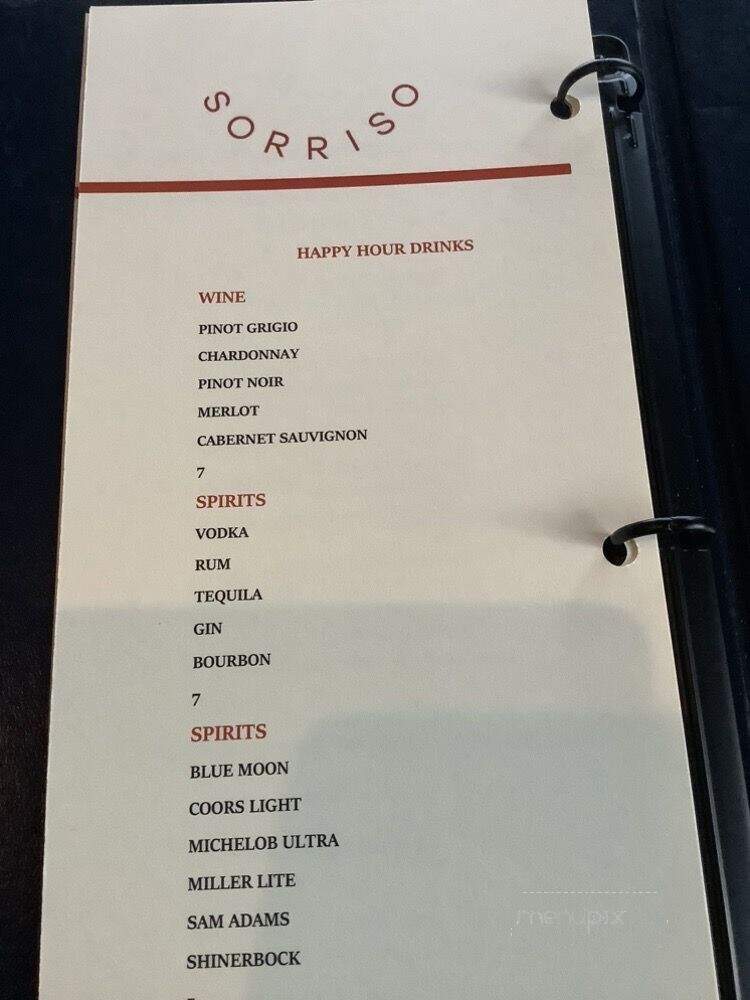 SORRISO
HAPPY HOUR DRINKS
WINE
PINOT GRIGIO
CHARDONNAY
PINOT NOIR
MERLOT
CABERNET SAUVIGNON
7
SPIRITS
VODKA
RUM
TEQUILA
GIN
BOURBON
7
SPIRITS
BLUE MOON
COORS LIGHT
MICHELOB ULTRA
MILLER LITE
SAM ADAMS
SHINERBOCK
menupix